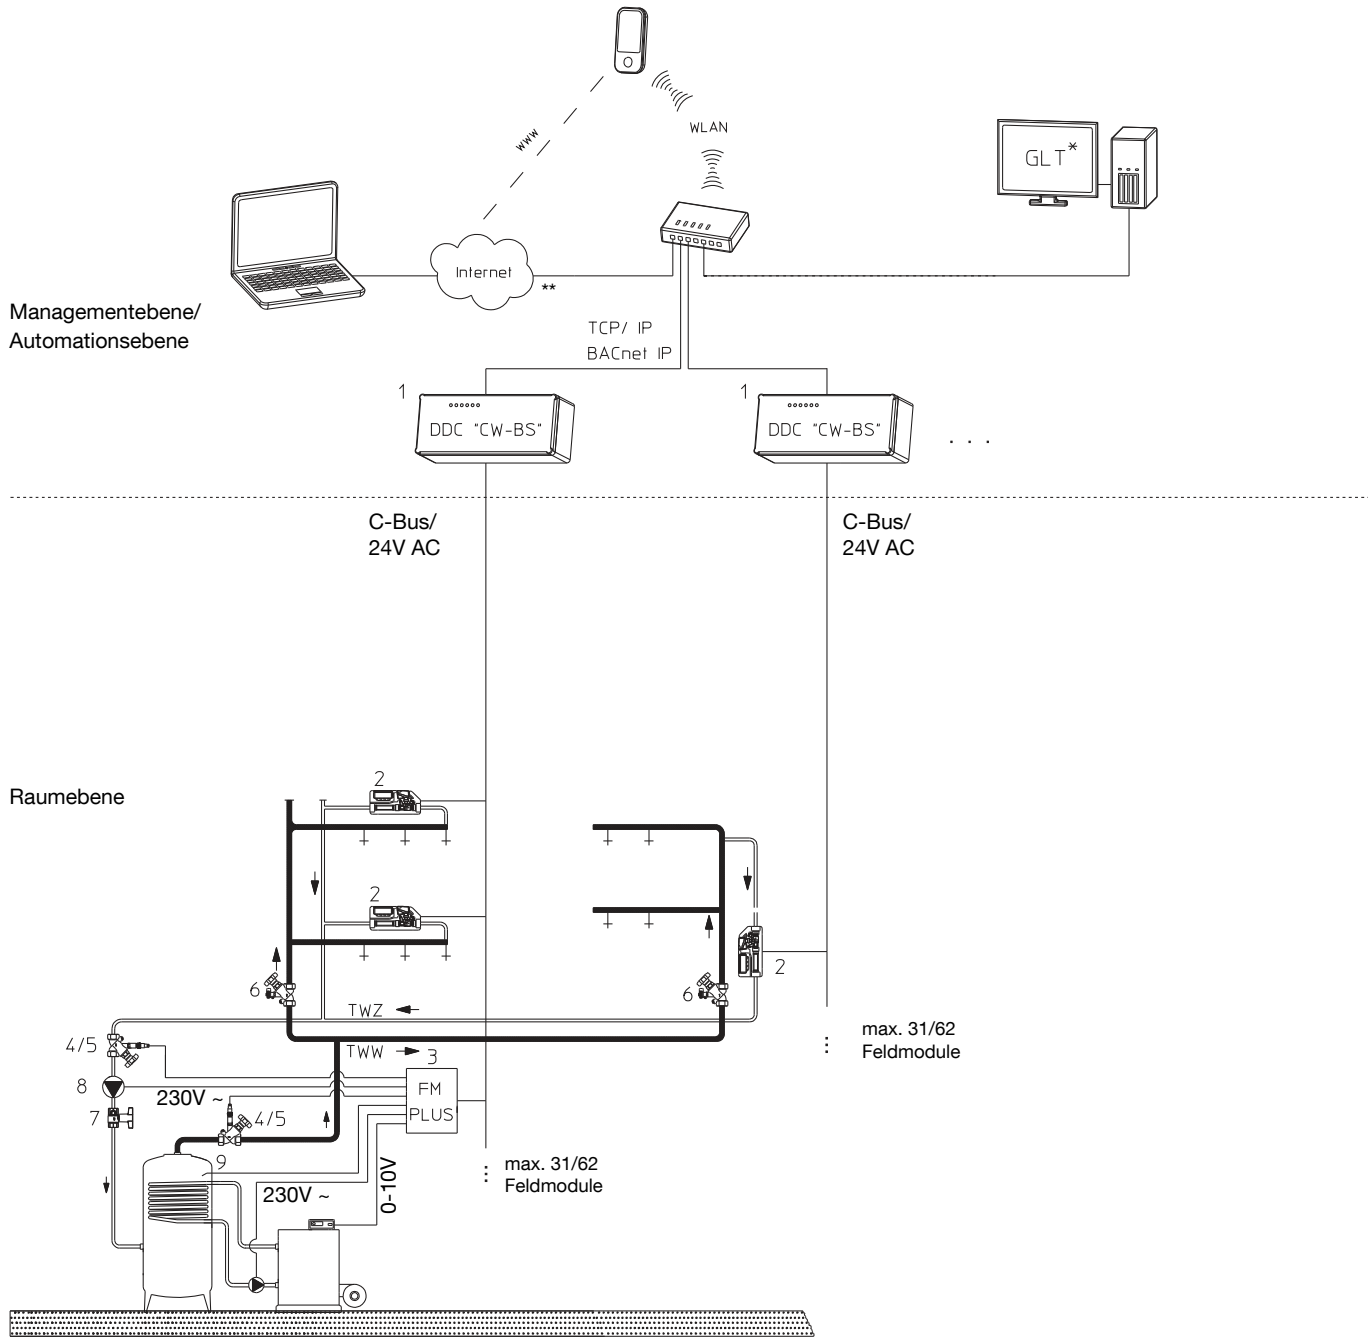 WLAN
www
GLT*
Internet
**
Managementebene/
Automationsebene
TCP/ IP
BACnet IP
1
DDC "CW-BS"
1
DDC "CW-BS"
. . .
C-Bus/
24V AC
C-Bus/
24V AC
Raumebene
2
2
2
6
6
TWZ
TWW
3
4/5
8
230V ~
7
4/5
FM
PLUS
9
230V ~
0-10V
max. 31/62
Feldmodule
max. 31/62
Feldmodule